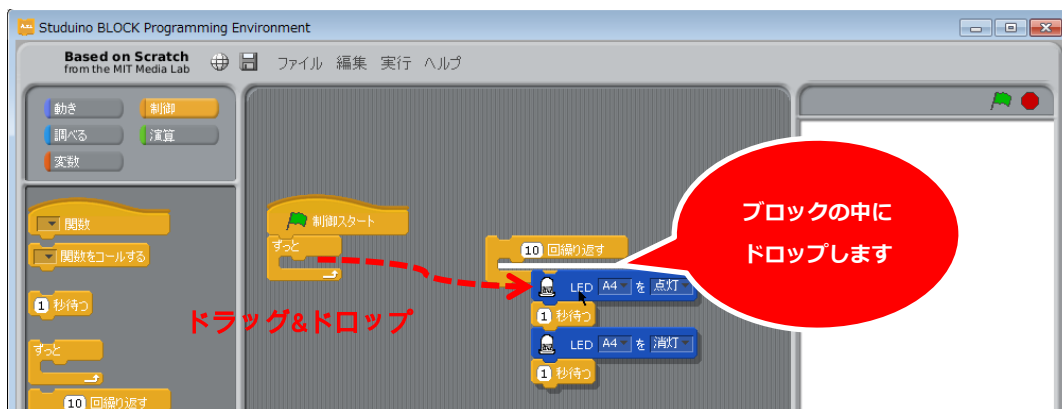 Studuino BLOCK Programming Environment
Based on Scratch
from the MIT Media Lab
ファイル 編集 実行 ヘルプ
動き 制御
調べる 演算
変数
関数
関数をコールする
1 秒待つ
ずっと
10 回繰り返す
制御スタート
ずっと
ドラッグ&ドロップ
10 回繰り返す
LED A4 を 点灯
1 秒待つ
LED A4 を 消灯
1 秒待つ
ブロックの中に
ドロップします